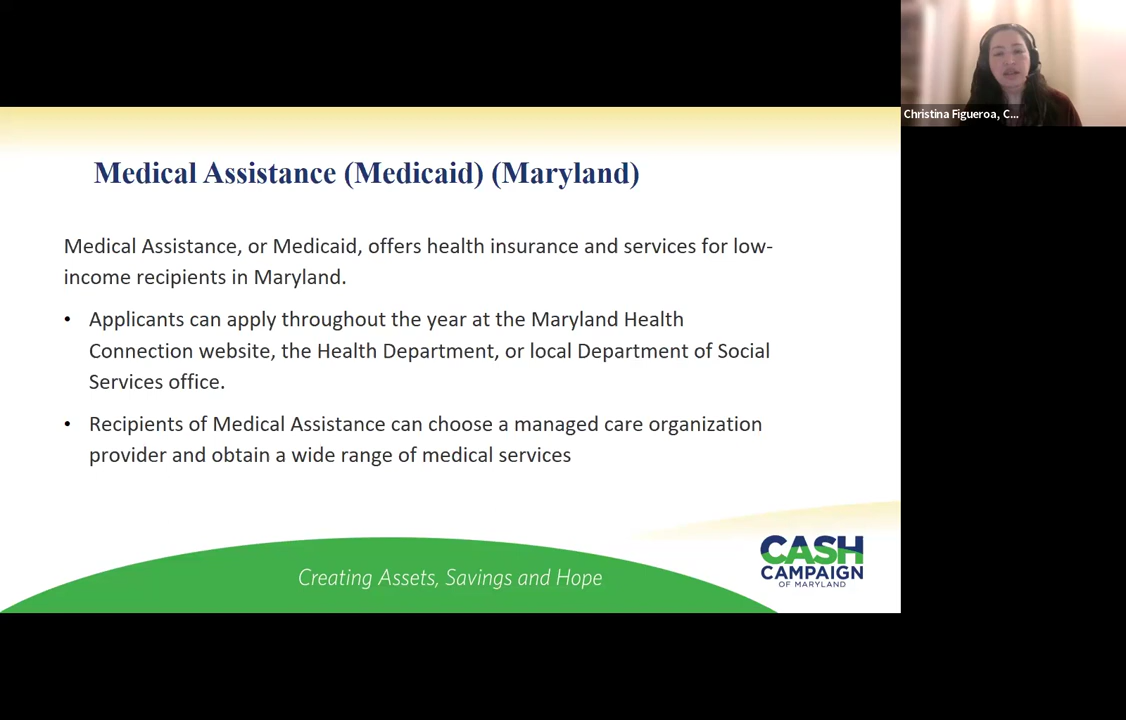 Christina Figueroa, C...
Medical Assistance (Medicaid) (Maryland)
Medical Assistance, or Medicaid, offers health insurance and services for low-
income recipients in Maryland.
• Applicants can apply throughout the year at the Maryland Health
Connection website, the Health Department, or local Department of Social
Services office.
• Recipients of Medical Assistance can choose a managed care organization
provider and obtain a wide range of medical services
Creating Assets, Savings and Hope
CASH
CAMPAIGN
OF MARYLAND